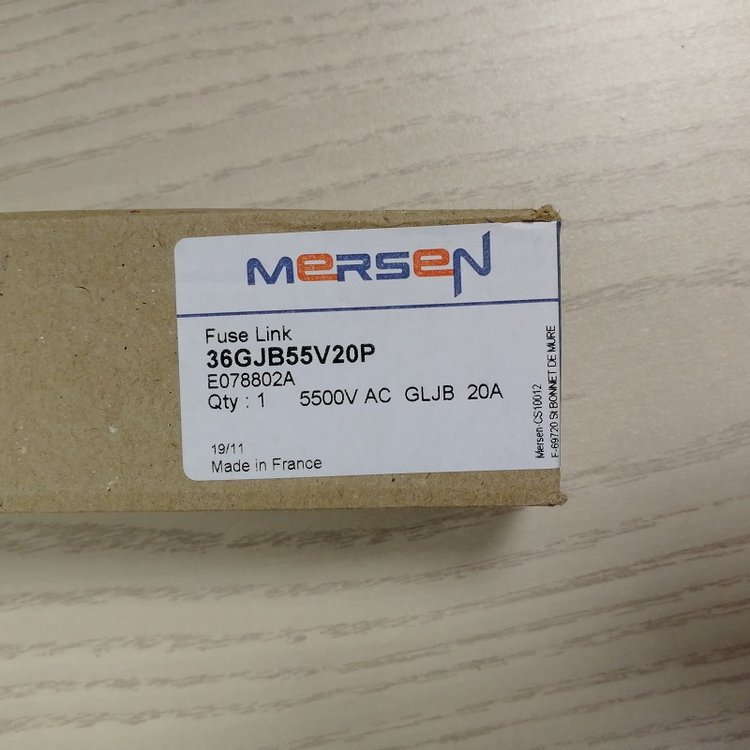 MERSEN
Fuse Link
36GJB55V20P
E078802A
Qty : 1 5500V AC GLJB 20A
19/11
Made in France
Mersen-CS10012
F-69720 St BONNET DE MURE